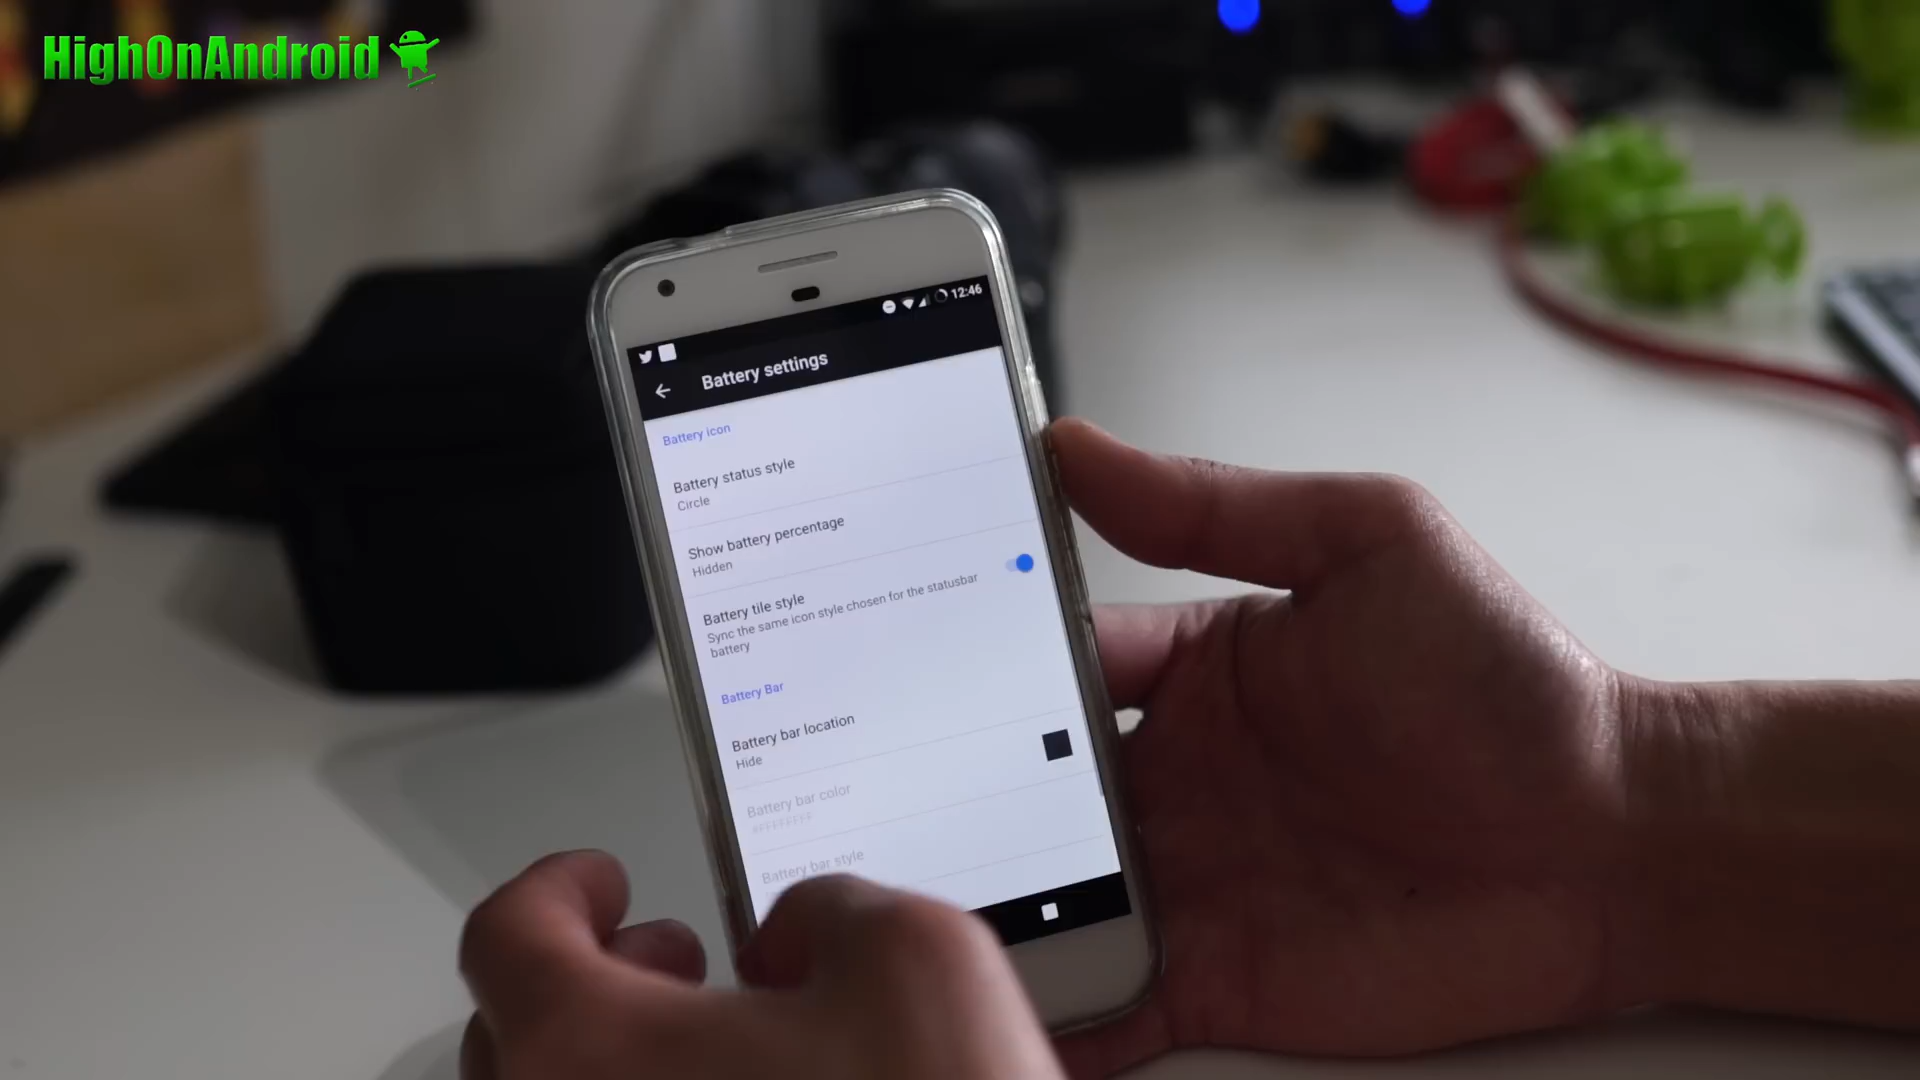 HighOnAndroid
12:46
Battery settings
Battery icon
Battery status style
Circle
Show battery percentage
Hidden
Battery tile style
Sync the same icon style chosen for the statusbar
battery
Battery Bar
Battery bar location
Hide
Battery bar color
#FFFFFFFF
Battery bar style